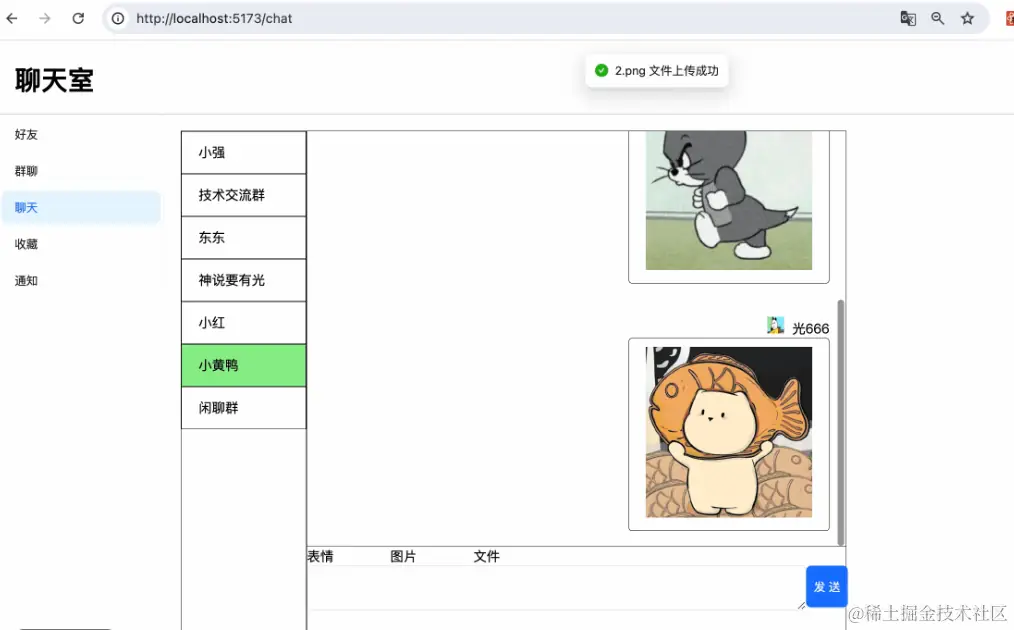 http://localhost:5173/chat
聊天室
2.png 文件上传成功
好友
群聊
聊天
收藏
通知
小强
技术交流群
东东
神说要有光
小红
小黄鸭
闲聊群
光666
表情 图片 文件
发 送
@稀土掘金技术社区